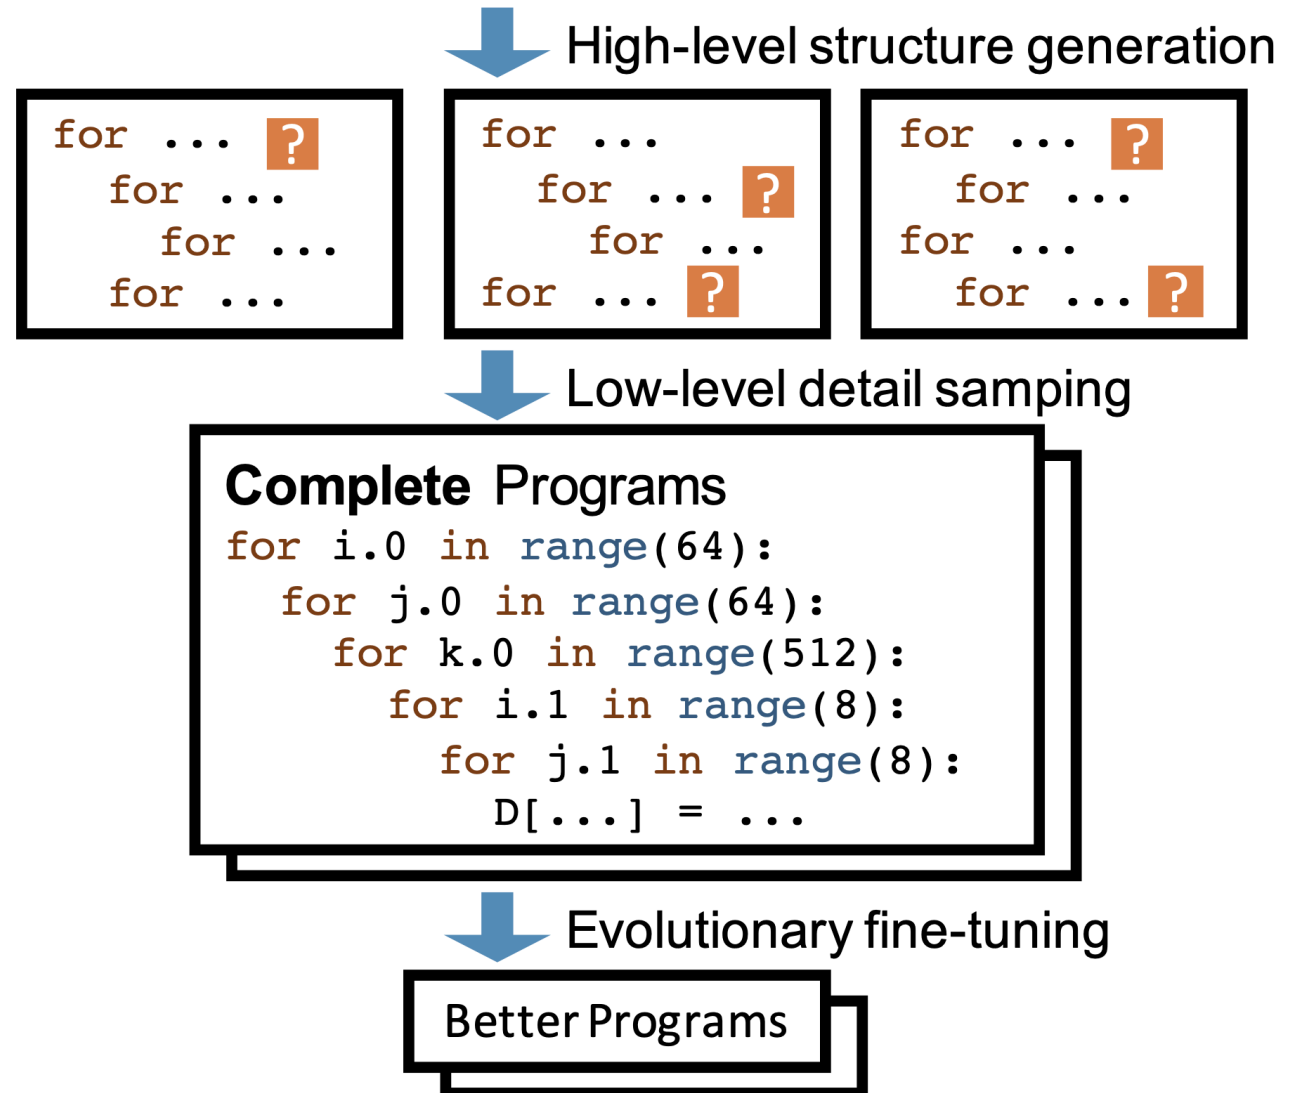 High-level structure generation
for ... ?
for ...
for ...
for ...
for ...
for ... ?
for ...
for ... ?
for ... ?
for ...
for ...
for ... ?
Low-level detail samping
Complete Programs
for i.0 in range(64):
for j.0 in range(64):
for k.0 in range(512):
for i.1 in range(8):
for j.1 in range(8):
D[...] = ...
Evolutionary fine-tuning
Better Programs